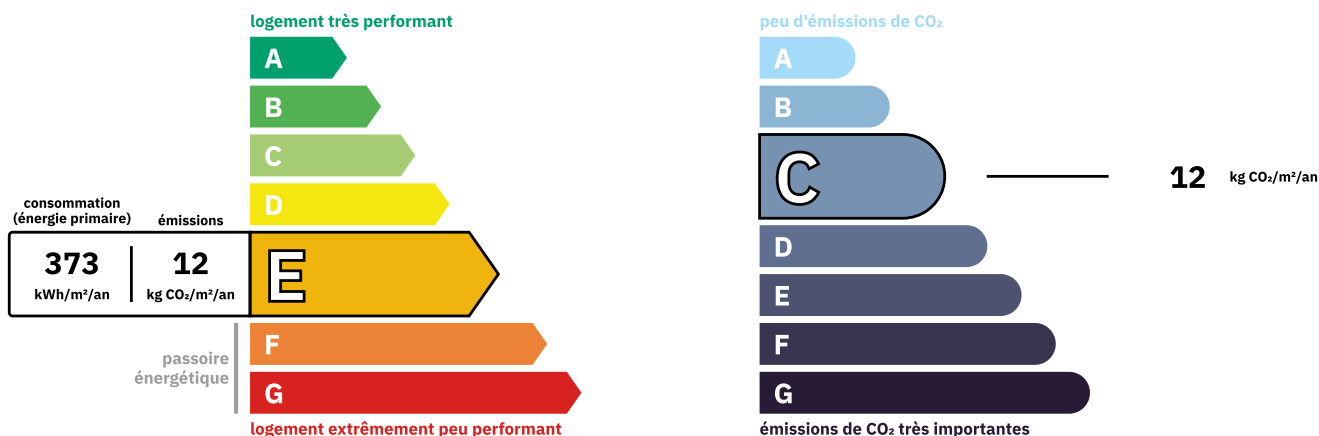 logement très performant
A
B
C
D
consommation
(énergie primaire)
émissions
373
kWh/m²/an
12
kg CO₂/m²/an
E
passoire
énergétique
F
G
logement extrêmement peu performant
peu d'émissions de CO₂
A
B
C
12
kg CO₂/m²/an
D
E
F
G
émissions de CO₂ très importantes